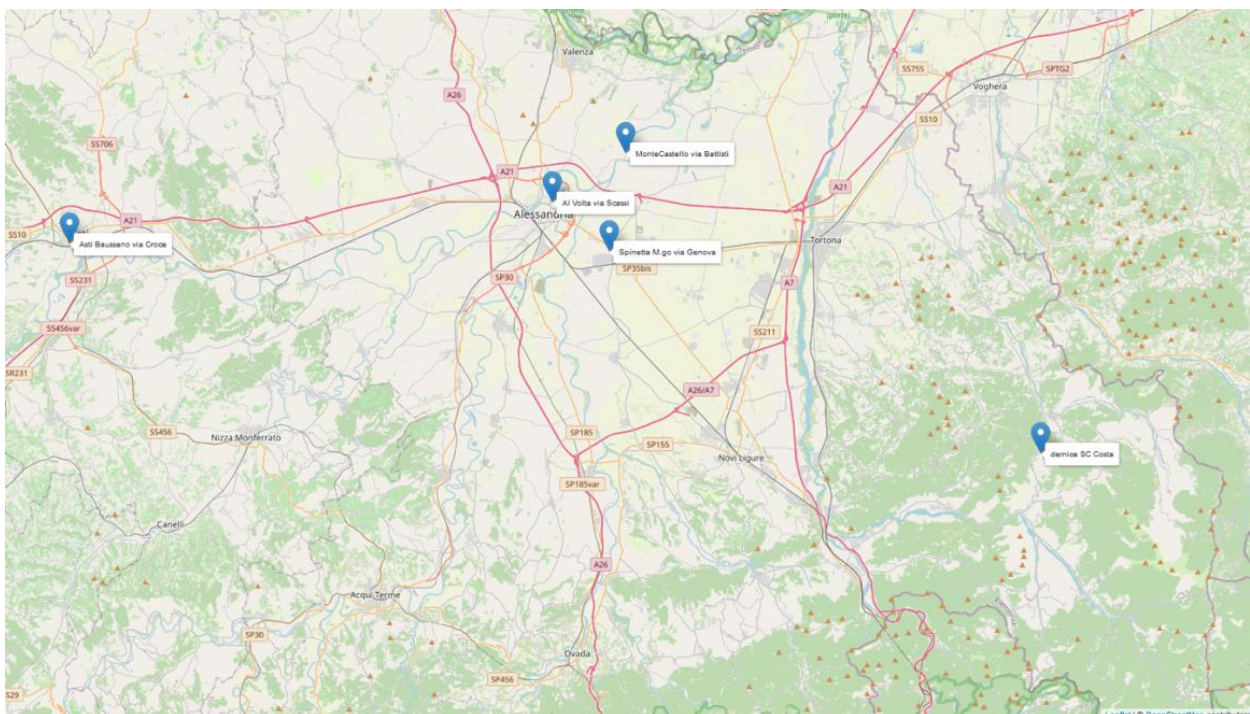 (parte)
Valenza
SS755
SPTG2
Voghera
A26
SS10
SS706
MonteCastello via Battisti
A21
A21
Al Volta via Scassi
Alessandria
A21
SS10
Asti Baussano via Croce
Spinetta M.go via Genova
Tortona
SP35bis
SP30
A7
SS231
SS456var
SS211
SR231
A26/A7
SS456
Nizza Monferrato
SP185
SP155
Novi Ligure
dernice SC Costa
SP185var
Canelli
A26
Acqui Terme
SP30
Ovada
SP456
S29